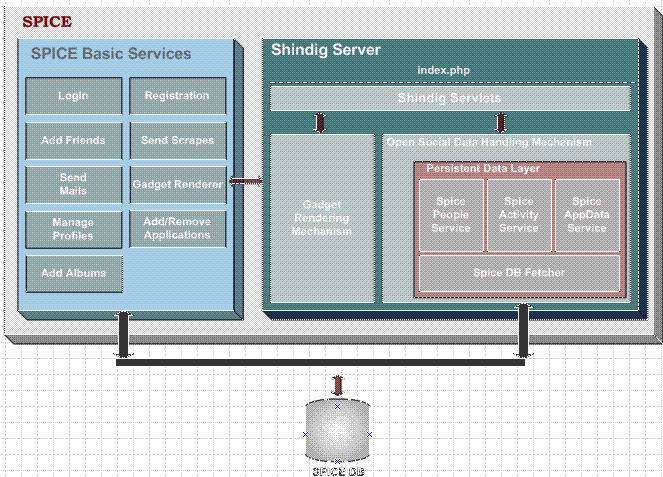 SPICE
SPICE Basic Services
Login
Registration
Add Friends
Send Scrapes
Send
Mails
Gadget Renderer
Manage
Profiles
Add/Remove
Applications
Add Albums
Shindig Server
index.php
Shindig Servlets
Gadget
Rendering
Mechanism
Open Social Data Handling Mechanism
Persistent Data Layer
Spice
People
Service
Spice
Activity
Service
Spice
AppData
Service
Spice DB Fetcher
SPICE DB